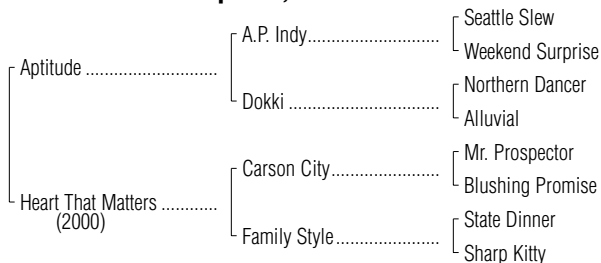 Seattle Slew
A.P. Indy
Weekend Surprise
Aptitude
Northern Dancer
Dokki
Alluvial
Mr. Prospector
Carson City
Blushing Promise
Heart That Matters
(2000)
State Dinner
Family Style
Sharp Kitty